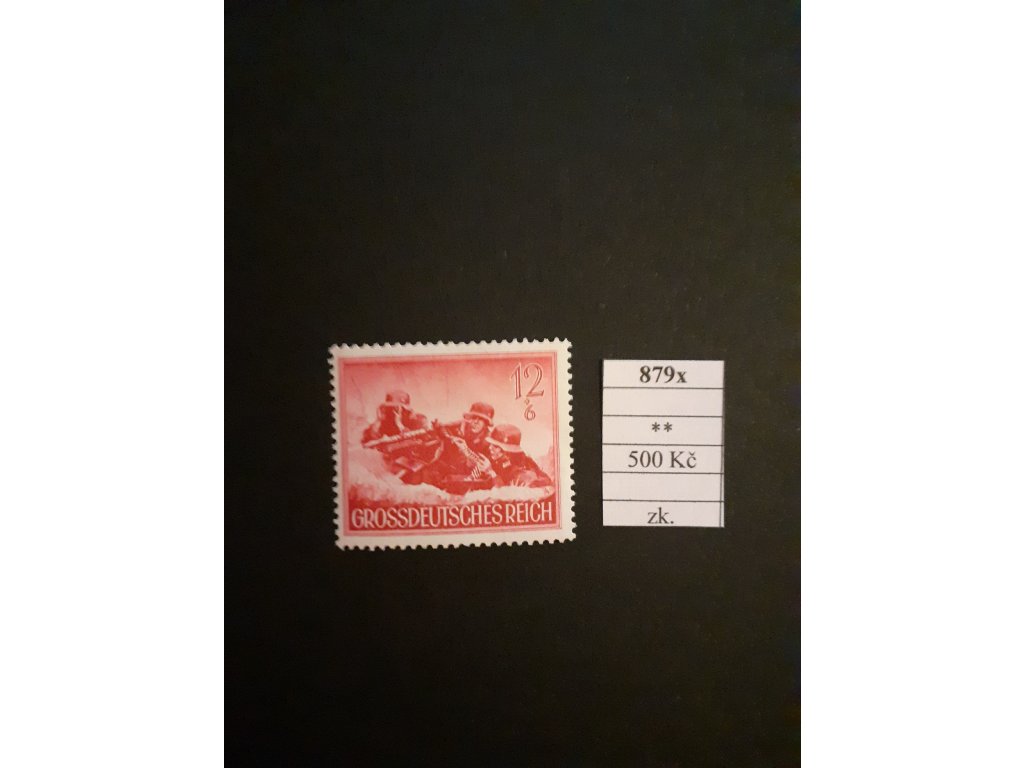 12
+
6
GROSSDEUTSCHES REICH
879x
**
500 Kč
zk.